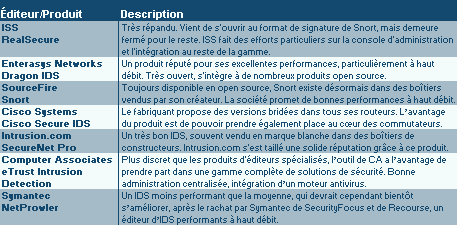 Éditeur/Produit Description
ISS Très répandu. Vient de s'ouvrir au format de signature de Snort, mais demeure
RealSecure fermé pour le reste. ISS fait des efforts particuliers sur la console d'administration
et l'intégration au reste de la gamme.
Enterasys Networks Un produit réputé pour ses excellentes performances, particulièrement à haut
Dragon IDS débit. Très ouvert, s'intègre à de nombreux produits open source.
SourceFire Toujours disponible en open source, Snort existe désormais dans des boîtiers
Snort vendus par son créateur. La société promet de bonnes performances à haut débit.
Cisco Systems Le fabriquant propose des versions bridées dans tous ses routeurs. L'avantage
Cisco Secure IDS du produit est de pouvoir prendre également place au cœur des commutateurs.
Intrusion.com Un très bon IDS, souvent vendu en marque blanche dans des boîtiers de
SecureNet Pro constructeurs. Intrusion.com s'est taillé une solide réputation grâce à ce produit.
Computer Associates Plus discret que les produits d'éditeurs spécialisés, l'outil de CA a l'avantage de
eTrust Intrusion prendre part dans une gamme complète de solutions de sécurité. Bonne
Detection administration centralisée, intégration d'un moteur antivirus.
Symantec Un IDS moins performant que la moyenne, qui devrait cependant bientôt
NetProwler s'améliorer, après le rachat par Symantec de SecurityFocus et de Recourse, un
éditeur d'IDS performants à haut débit.